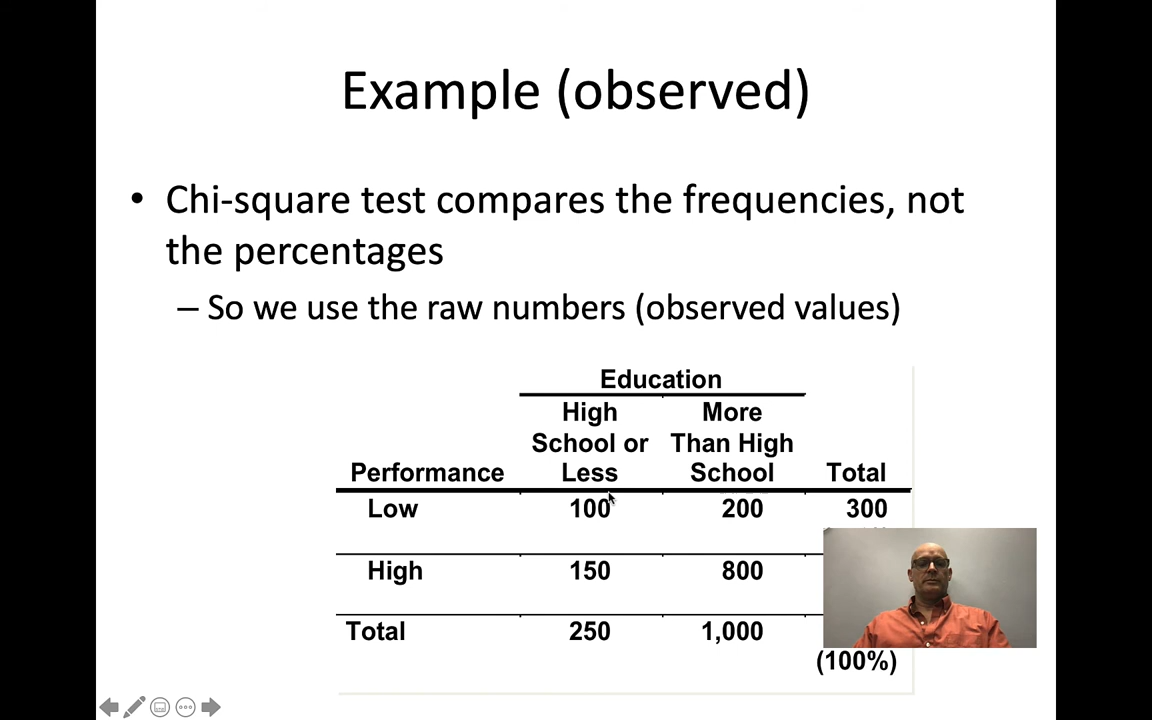 Example (observed)
• Chi-square test compares the frequencies, not
the percentages
– So we use the raw numbers (observed values)
Education
High School or Less More Than High School
Performance Total
Low 100 200 300
High 150 800
Total 250 1,000
(100%)